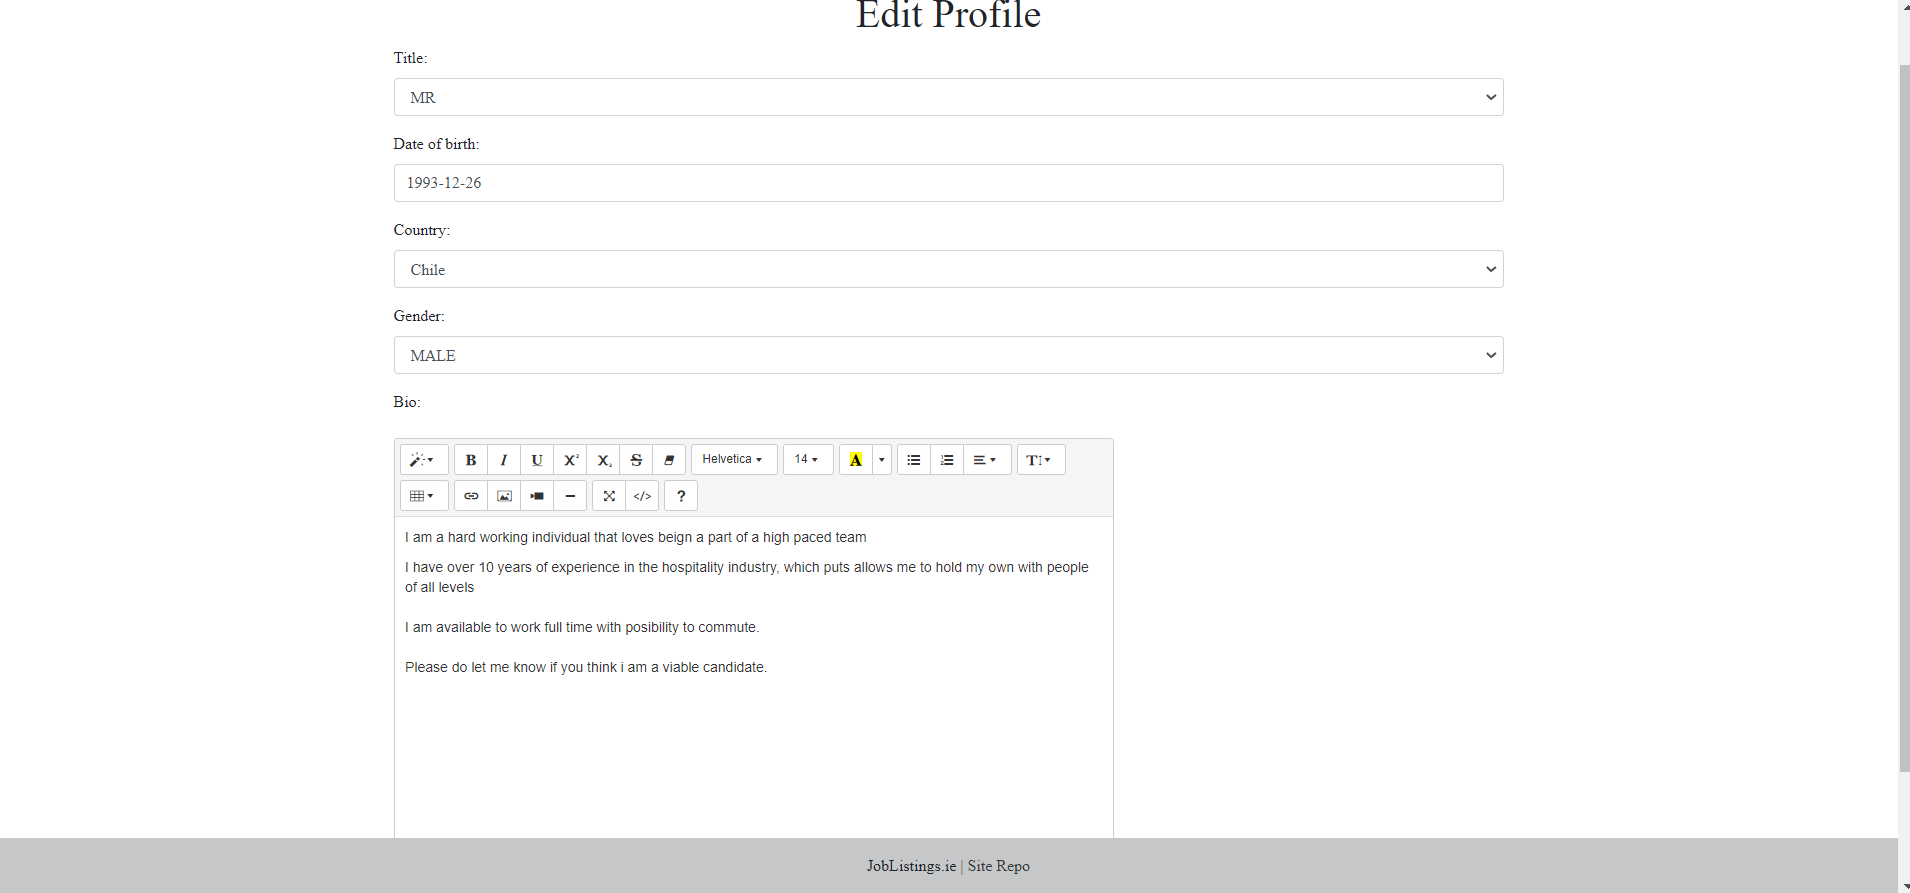 Edit Profile
Title:
MR
Date of birth:
1993-12-26
Country:
Chile
Gender:
MALE
Bio:
B I U X² X₂ S Helvetica 14 A T
</> ?
I am a hard working individual that loves beign a part of a high paced team
I have over 10 years of experience in the hospitality industry, which puts allows me to hold my own with people
of all levels
I am available to work full time with posibility to commute.
Please do let me know if you think i am a viable candidate.
JobListings.ie | Site Repo